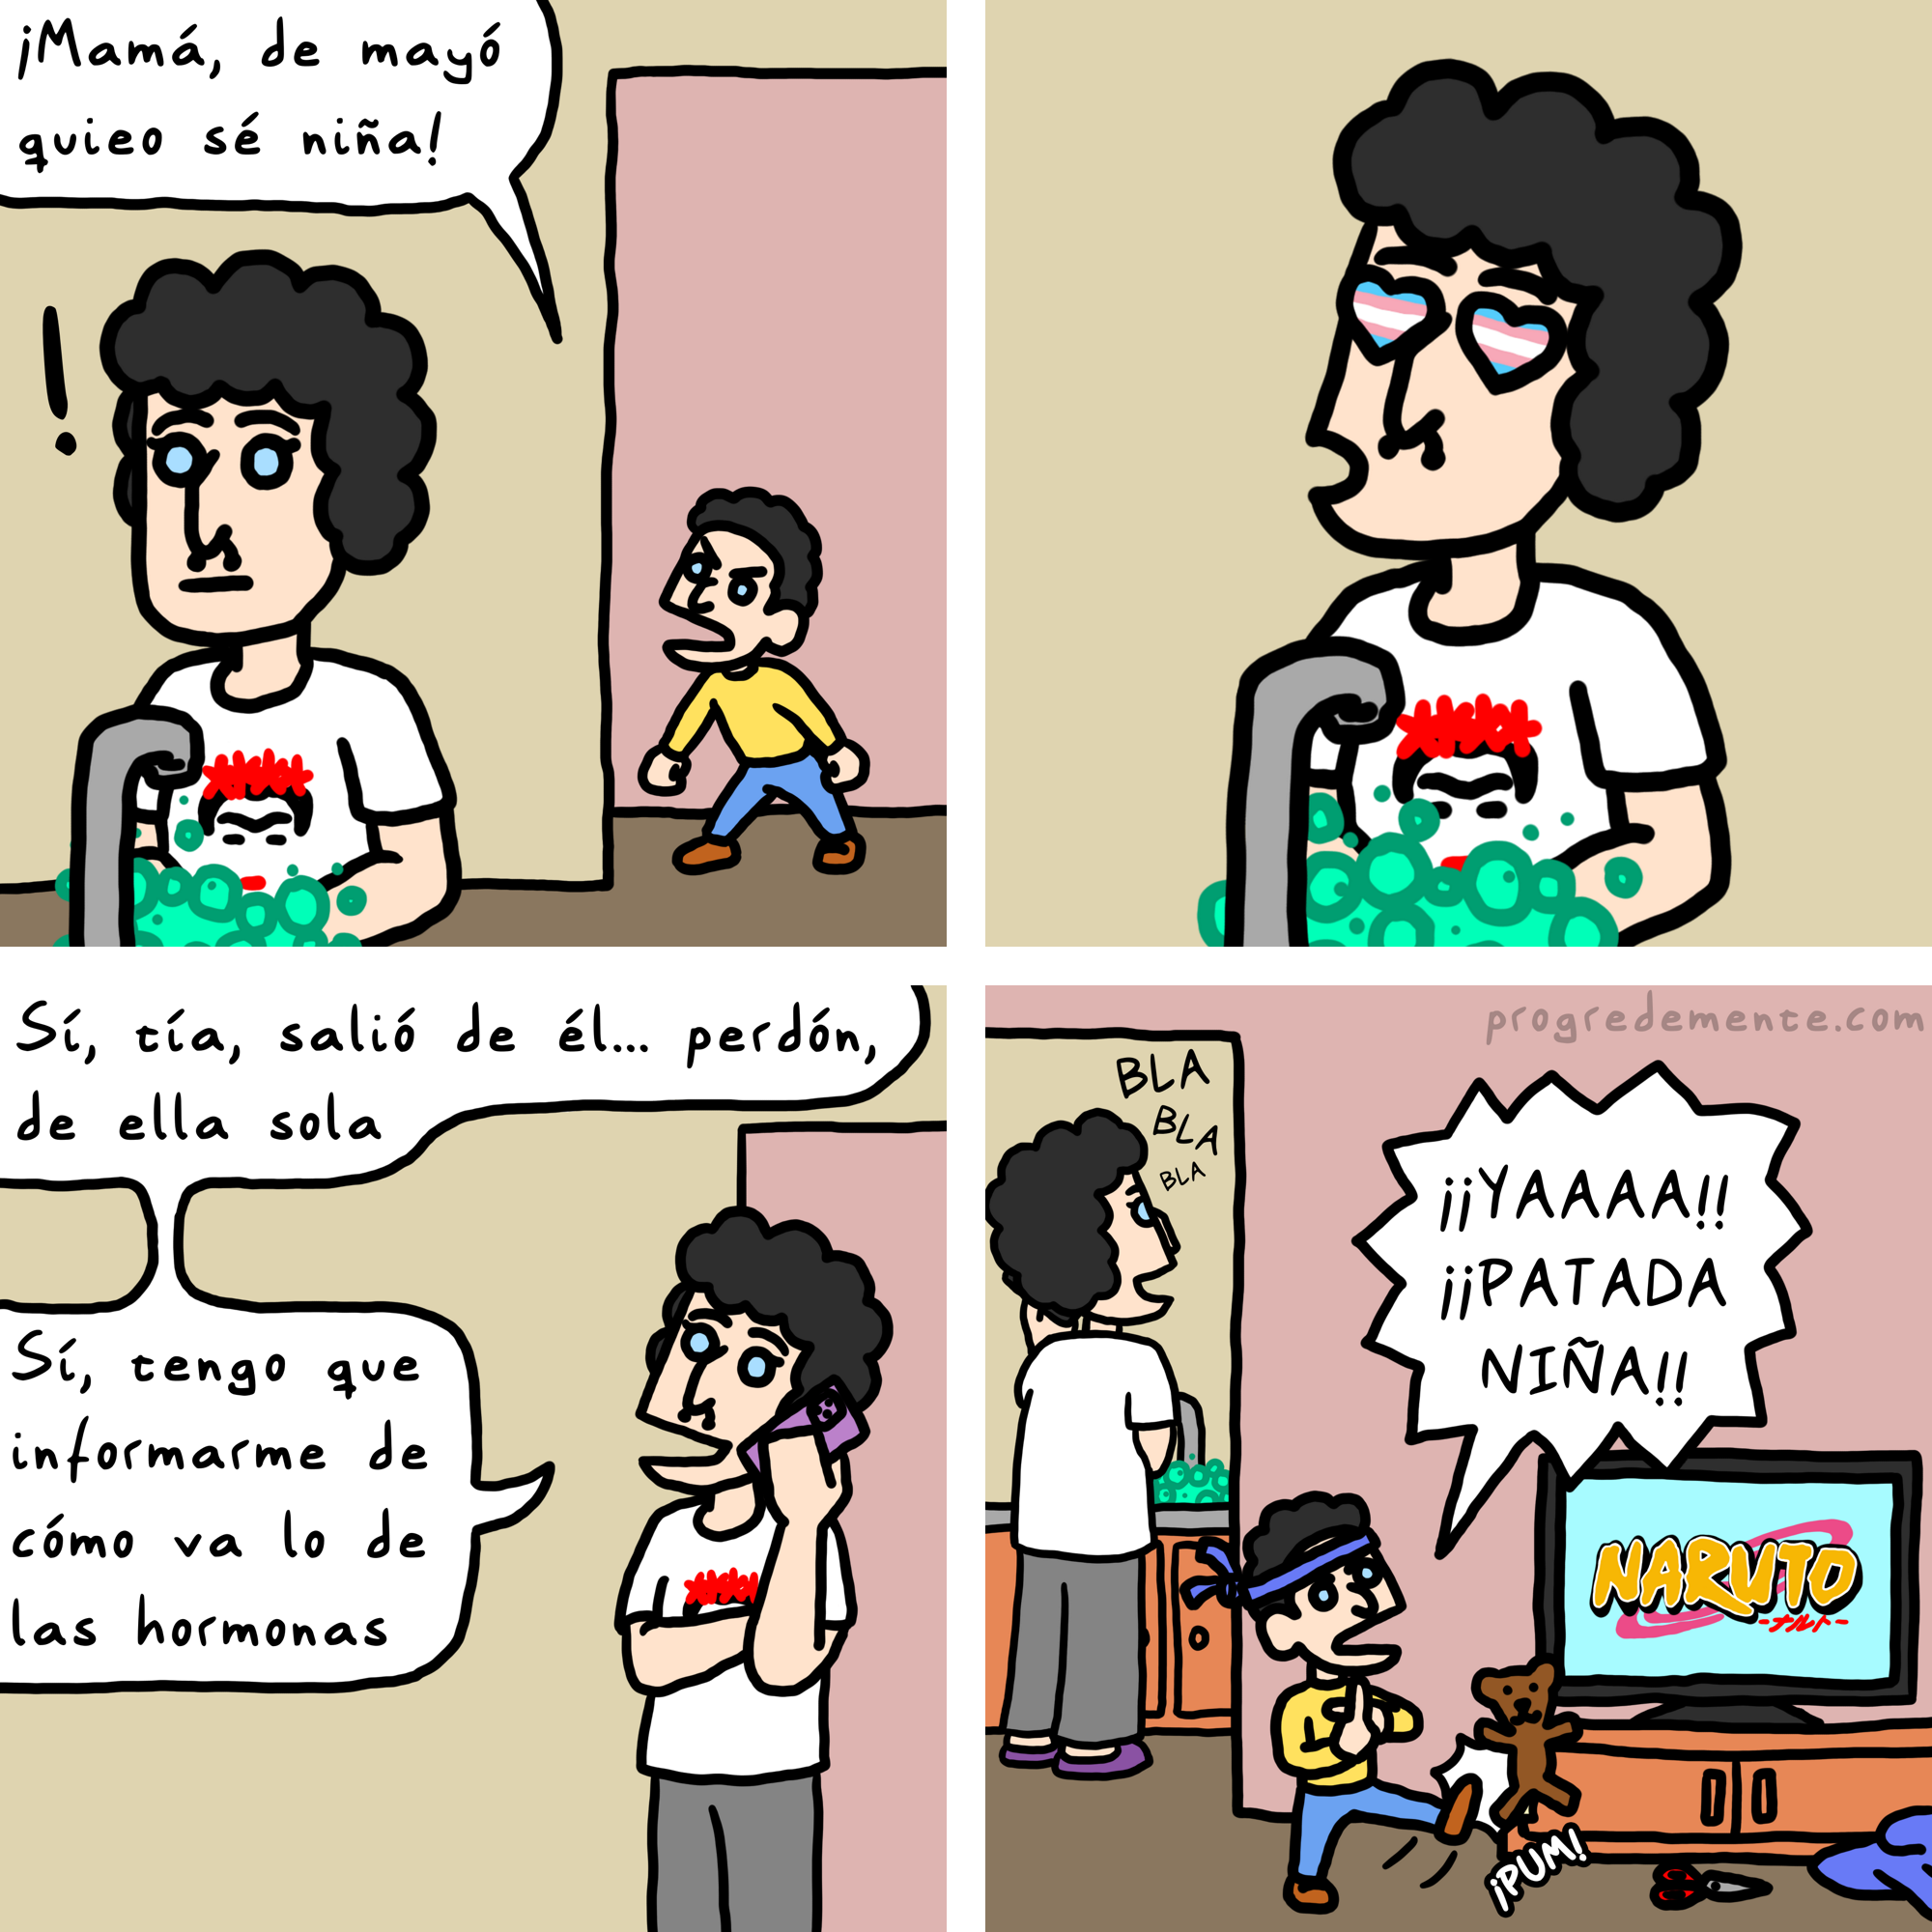 ¡Mamá, de mayó
quieo sé niña!
Sí, tía, salió de él... perdón,
de ella sola
Sí, tengo que
informarme de
cómo va lo de
las hormonas
progredemente.com
BLA
BLA
BLA
¡¡YAAAA!!
¡¡PATADA
NIÑA!!
NARUTO
-ナルト-
¡PUM!